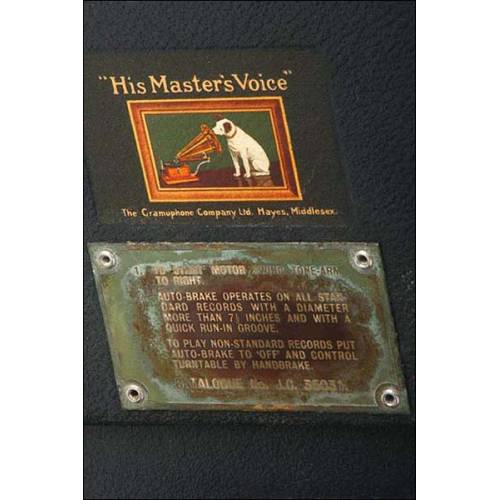 "His Master's Voice"
The Gramophone Company Ltd. Hayes, Middlesex.
1. TO START MOTOR SWING TONE-ARM
TO RIGHT.
AUTO-BRAKE OPERATES ON ALL STAN-
DARD RECORDS WITH A DIAMETER
MORE THAN 7½ INCHES AND WITH A
QUICK RUN-IN GROOVE.
TO PLAY NON-STANDARD RECORDS PUT
AUTO-BRAKE TO 'OFF' AND CONTROL
TURNTABLE BY HANDBRAKE.
No.